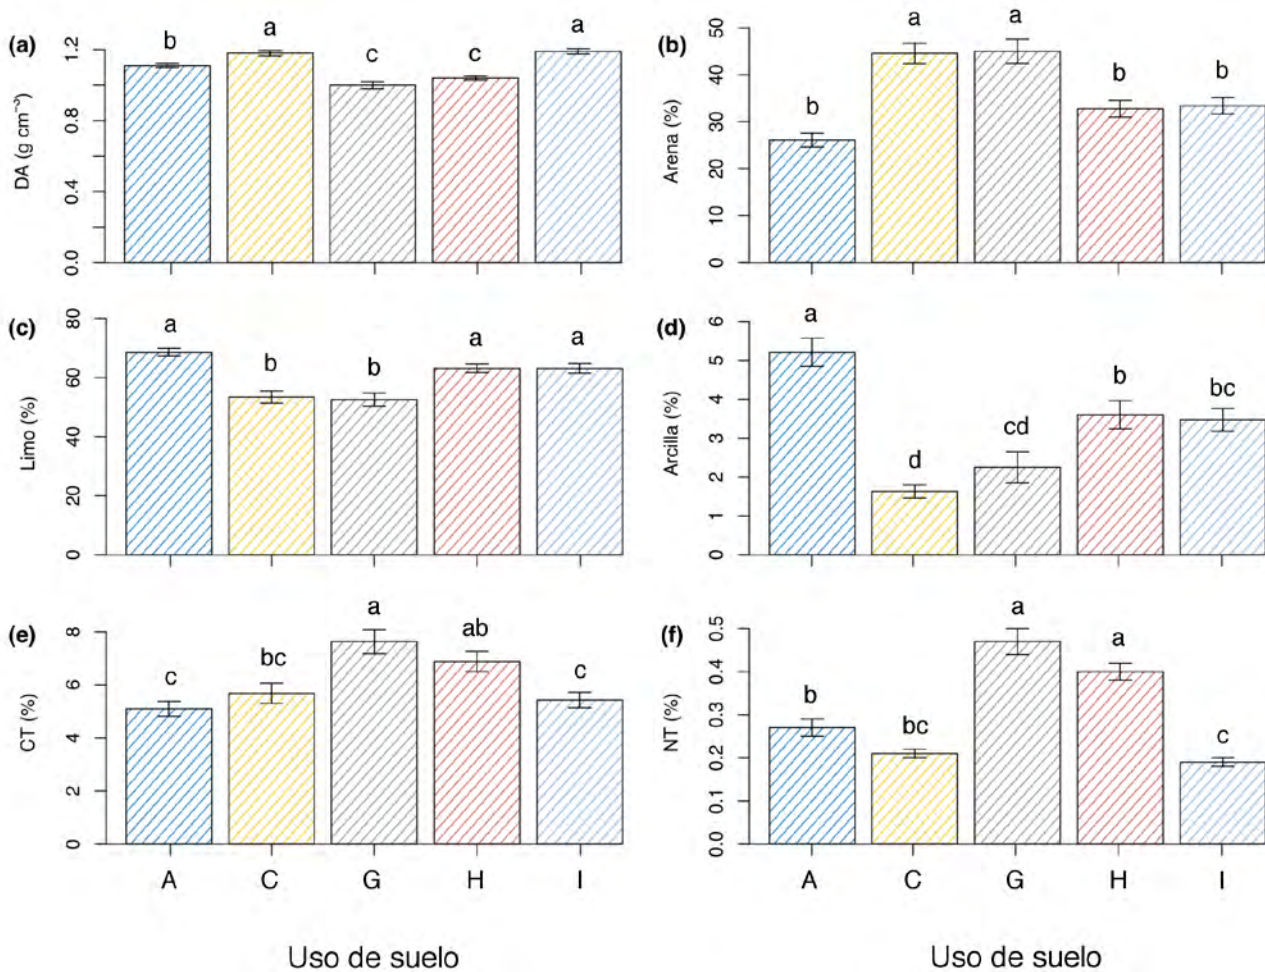 (a)
DA (g cm⁻³)
0.0 0.4 0.8 1.2
b a c c a
(b)
Arena (%)
0 10 20 30 40 50
b a a b b
(c)
Limo (%)
0 20 40 60 80
a b b a a
(d)
Arcilla (%)
0 1 2 3 4 5 6
a d cd b bc
(e)
CT (%)
0 2 4 6 8
c bc a ab c
A C G H I
Uso de suelo
(f)
NT (%)
0.0 0.1 0.2 0.3 0.4 0.5
b bc a a c
A C G H I
Uso de suelo